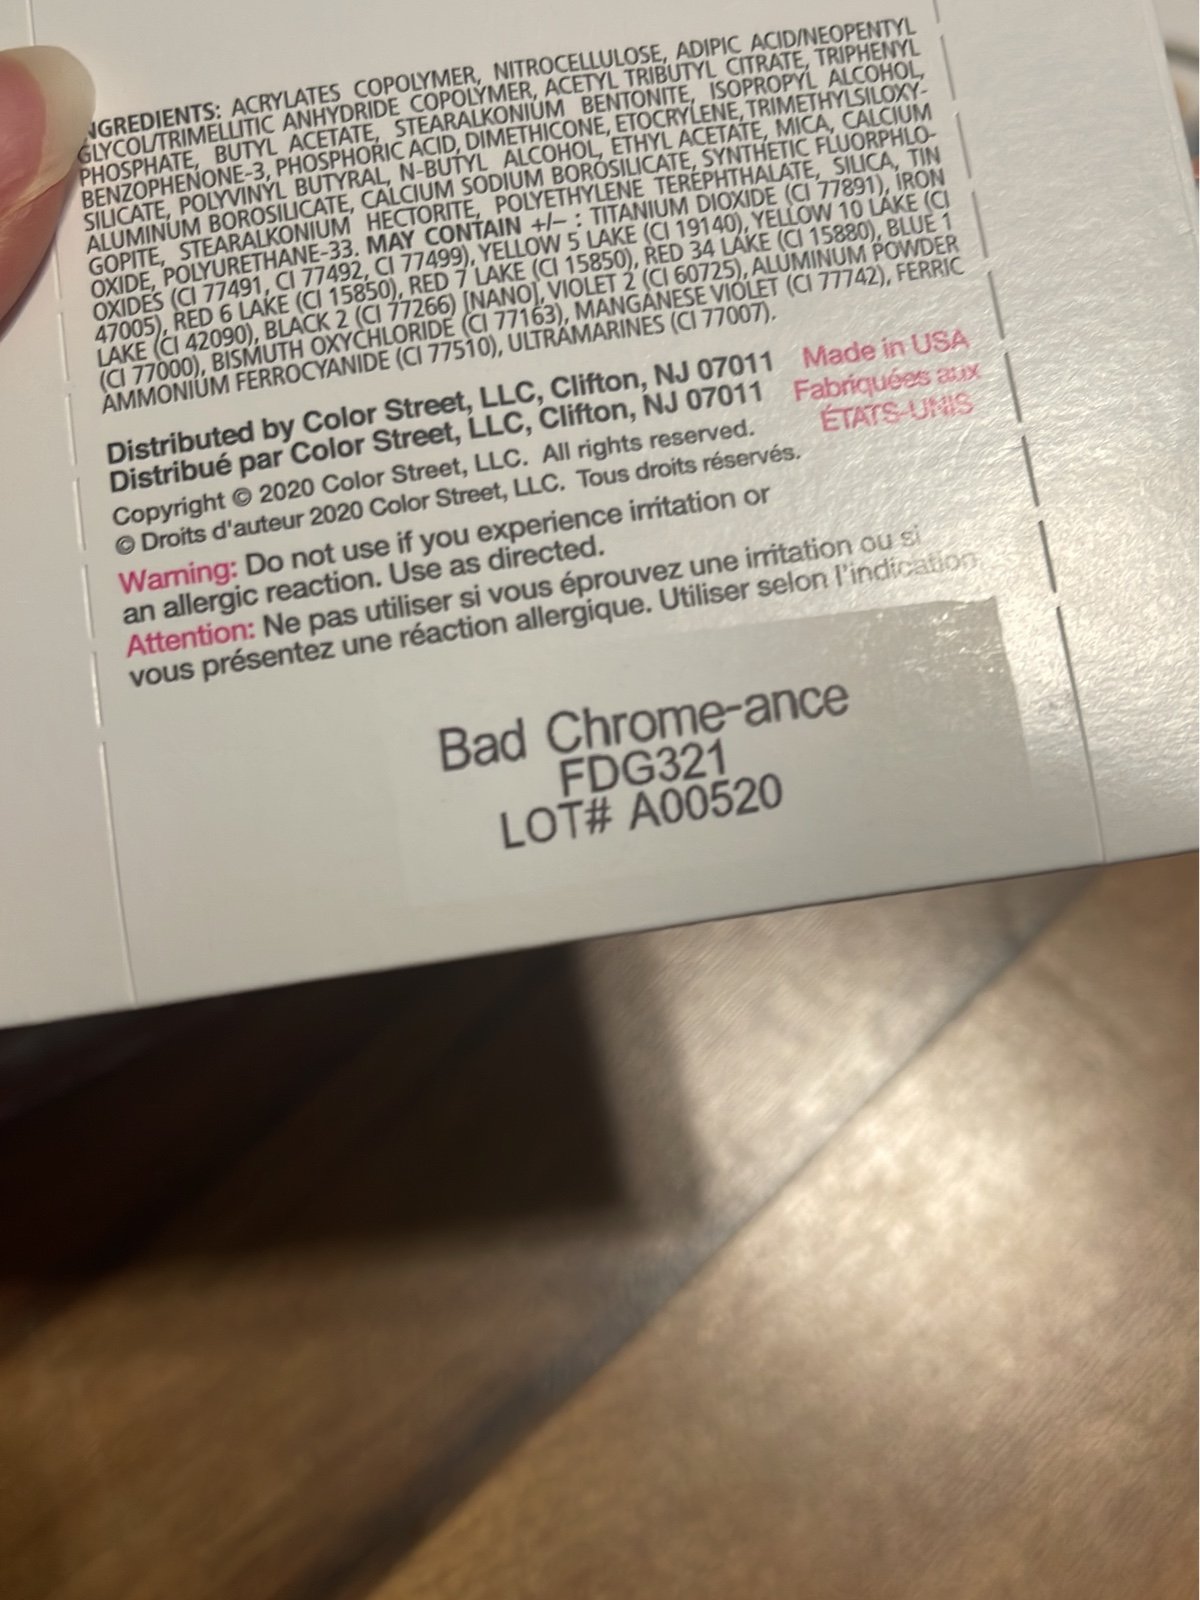 INGREDIENTS: ACRYLATES COPOLYMER, NITROCELLULOSE, ADIPIC ACID/NEOPENTYL
GLYCOL/TRIMELLITIC ANHYDRIDE COPOLYMER, ACETYL TRIBUTYL CITRATE, TRIPHENYL
PHOSPHATE, BUTYL ACETATE, STEARALKONIUM BENTONITE, ISOPROPYL ALCOHOL,
BENZOPHENONE-3, PHOSPHORIC ACID, DIMETHICONE, ETOCRYLENE, TRIMETHYLSILOXY-
SILICATE, POLYVINYL BUTYRAL, N-BUTYL ALCOHOL, ETHYL ACETATE, MICA, CALCIUM
ALUMINUM BOROSILICATE, CALCIUM SODIUM BOROSILICATE, SYNTHETIC FLUORPHLO-
GOPITE, STEARALKONIUM HECTORITE, POLYETHYLENE TEREPHTHALATE, SILICA, TIN
OXIDE, POLYURETHANE-33. MAY CONTAIN +/– : TITANIUM DIOXIDE (CI 77891), IRON
OXIDES (CI 77491, CI 77492, CI 77499), YELLOW 5 LAKE (CI 19140), YELLOW 10 LAKE (CI
47005), RED 6 LAKE (CI 15850), RED 7 LAKE (CI 15850), RED 34 LAKE (CI 15880), BLUE 1
LAKE (CI 42090), BLACK 2 (CI 77266) [NANO], VIOLET 2 (CI 60725), ALUMINUM POWDER
(CI 77000), BISMUTH OXYCHLORIDE (CI 77163), MANGANESE VIOLET (CI 77742), FERRIC
AMMONIUM FERROCYANIDE (CI 77510), ULTRAMARINES (CI 77007).
Distributed by Color Street, LLC, Clifton, NJ 07011
Distribué par Color Street, LLC, Clifton, NJ 07011
Made in USA
Fabriquées aux
ÉTATS-UNIS
Copyright © 2020 Color Street, LLC. All rights reserved.
© Droits d'auteur 2020 Color Street, LLC. Tous droits réservés.
Warning: Do not use if you experience irritation or
an allergic reaction. Use as directed.
Attention: Ne pas utiliser si vous éprouvez une irritation ou si
vous présentez une réaction allergique. Utiliser selon l'indication.
Bad Chrome-ance
FDG321
LOT# A00520